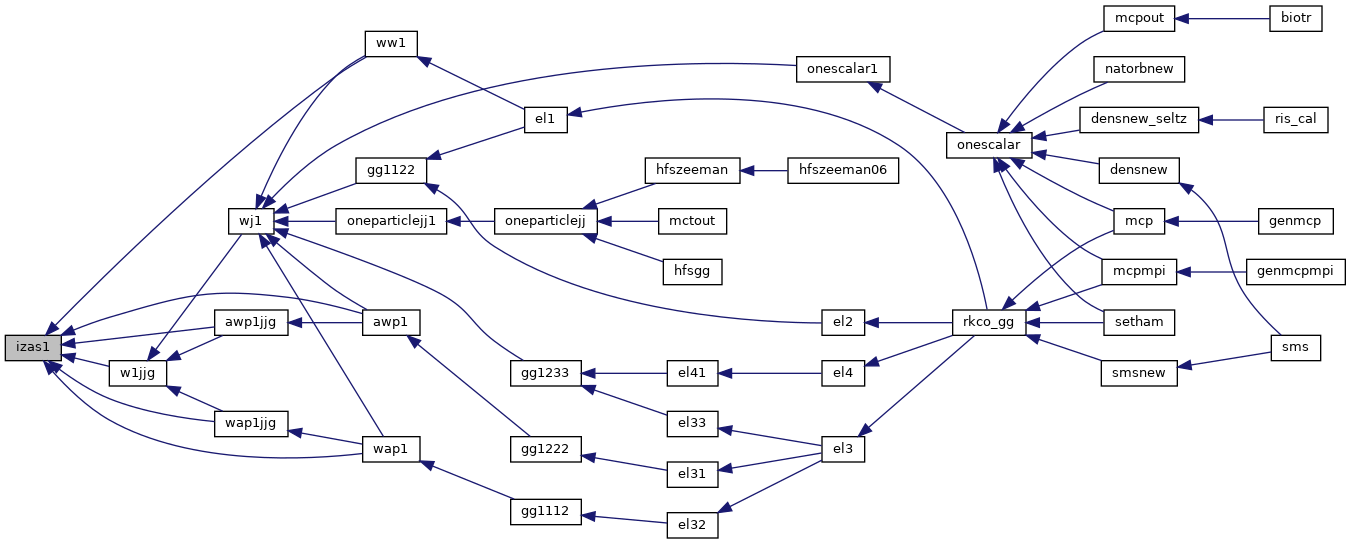 izas1
ww1
wj1
awp1jjg
w1jjg
wap1jjg
gg1122
oneparticlejj1
awp1
wap1
el1
oneparticlejj
gg1233
gg1222
gg1112
hfszeeman
mctout
hfsgg
el41
el33
el31
el32
onescalar1
hfszeeman06
el2
el4
el3
onescalar
rkco_gg
mcpout
natorbnew
densnew_seltz
densnew
mcp
mcpmpi
setham
smsnew
biotr
ris_cal
genmcp
genmcpmpi
sms